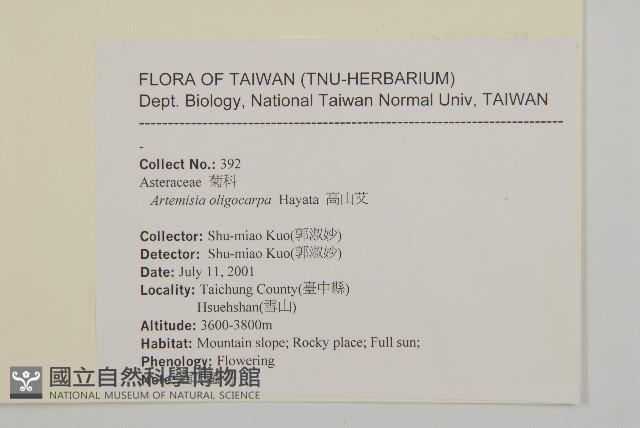 FLORA OF TAIWAN (TNU-HERBARIUM)
Dept. Biology, National Taiwan Normal Univ, TAIWAN
--------------------------------------------------------------------------
-
Collect No.: 392
Asteraceae 菊科
Artemisia oligocarpa Hayata 高山艾
Collector: Shu-miao Kuo(郭淑妙)
Detector: Shu-miao Kuo(郭淑妙)
Date: July 11, 2001
Locality: Taichung County(臺中縣)
Hsuehshan(雪山)
Altitude: 3600-3800m
Habitat: Mountain slope; Rocky place; Full sun;
Phenology: Flowering
Note:
國立自然科學博物館
NATIONAL MUSEUM OF NATURAL SCIENCE